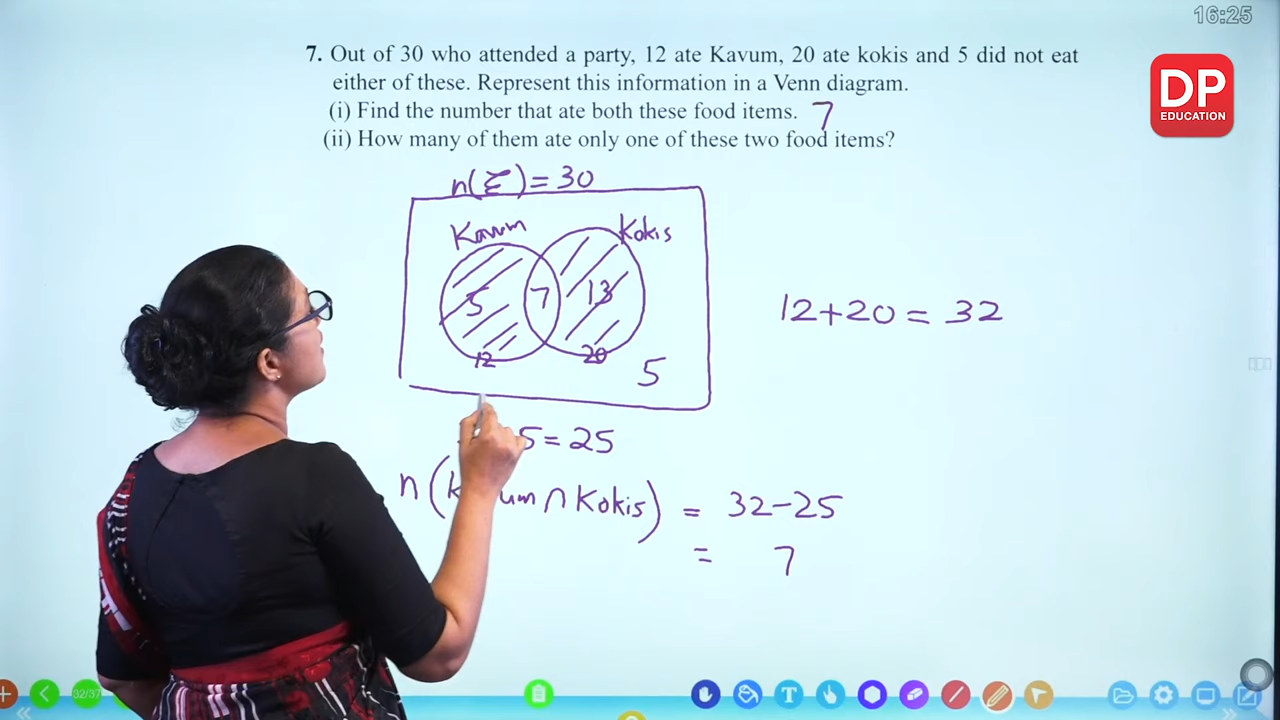 16:25
7. Out of 30 who attended a party, 12 ate Kavum, 20 ate kokis and 5 did not eat
either of these. Represent this information in a Venn diagram.
(i) Find the number that ate both these food items. 7
(ii) How many of them ate only one of these two food items?
DP
EDUCATION
n(ξ) = 30
Kavum
Kokis
5
7
13
12
20
5
12+20 = 32
5 = 25
n( um ∩ Kokis) = 32-25
= 7
32/37
T